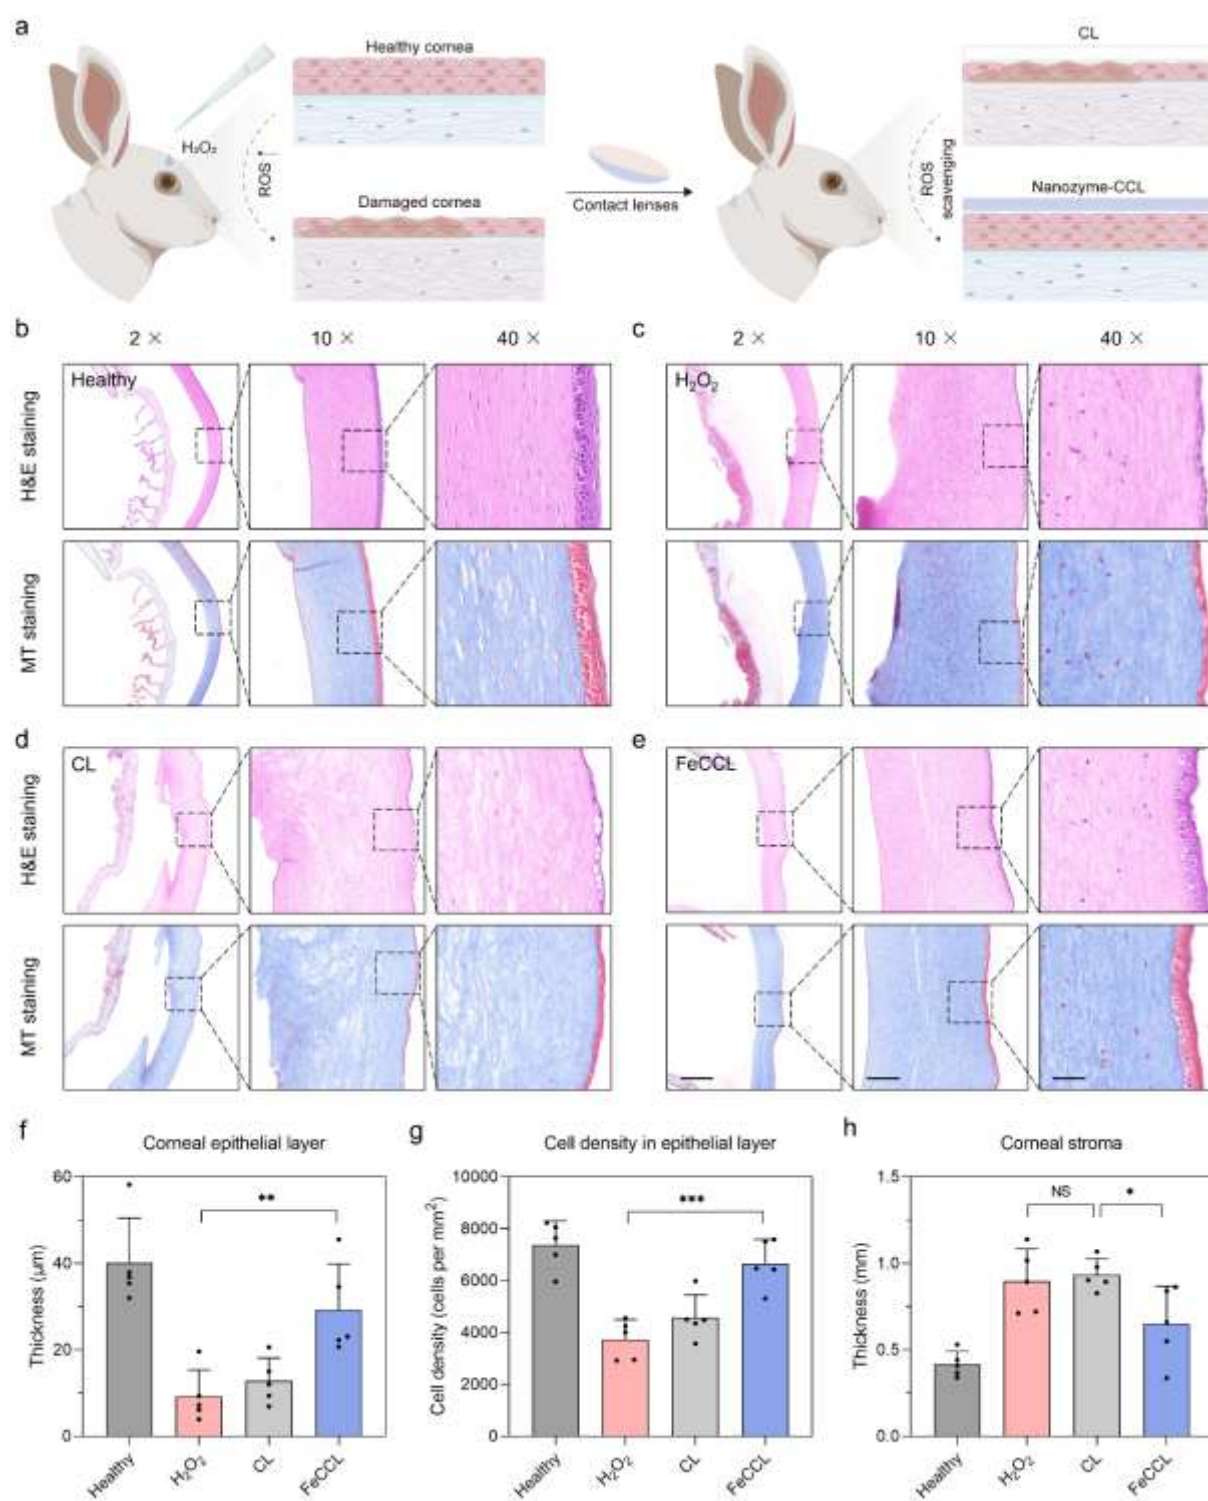 a
Healthy cornea
H₂O₂
ROS
Damaged cornea
Contact lenses
ROS
scavenging
CL
Nanozyme-CCL
b
2 ×
10 ×
40 ×
c
2 ×
10 ×
40 ×
H&E staining
Healthy
H₂O₂
MT staining
d
e
H&E staining
CL
FeCCL
MT staining
f
Corneal epithelial layer
Thickness (μm)
60
40
20
0
**
Healthy
H₂O₂
CL
FeCCL
g
Cell density in epithelial layer
Cell density (cells per mm²)
10000
8000
6000
4000
2000
0
***
Healthy
H₂O₂
CL
FeCCL
h
Corneal stroma
Thickness (mm)
1.5
1.0
0.5
0.0
NS
*
Healthy
H₂O₂
CL
FeCCL